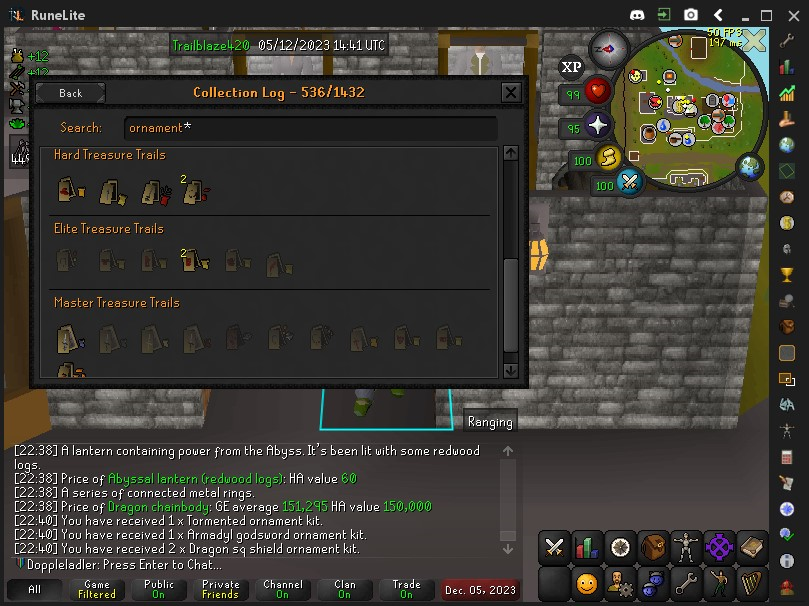 RuneLite
Trailblaze420 05/12/2023 14:41 UTC
50 FPS
197 ms
+12
+12
XP
99
95
100
100
Back
Collection Log - 536/1432
Search: ornament*
Hard Treasure Trails
2
Elite Treasure Trails
2
Master Treasure Trails
Ranging
[22:38] A lantern containing power from the Abyss. It's been lit with some redwood
logs.
[22:38] Price of Abyssal lantern (redwood logs): HA value 60
[22:38] A series of connected metal rings.
[22:38] Price of Dragon chainbody: GE average 151,295 HA value 150,000
[22:40] You have received 1 x Tormented ornament kit.
[22:40] You have received 1 x Armadyl godsword ornament kit.
[22:40] You have received 2 x Dragon sq shield ornament kit.
Doppleladler: Press Enter to Chat...
All
Game
Filtered
Public
On
Private
Friends
Channel
On
Clan
On
Trade
On
Dec. 05, 2023